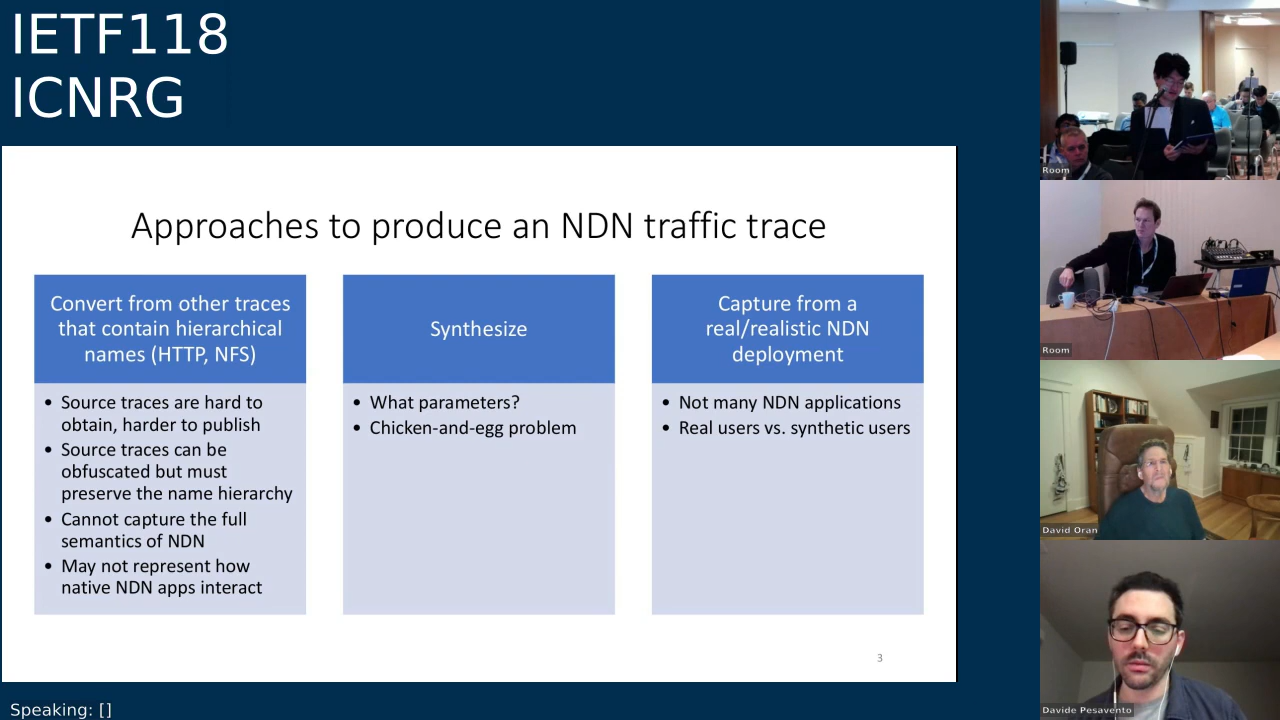 IETF118
ICNRG
Approaches to produce an NDN traffic trace
Convert from other traces
that contain hierarchical
names (HTTP, NFS)
• Source traces are hard to
obtain, harder to publish
• Source traces can be
obfuscated but must
preserve the name hierarchy
• Cannot capture the full
semantics of NDN
• May not represent how
native NDN apps interact
Synthesize
• What parameters?
• Chicken-and-egg problem
Capture from a
real/realistic NDN
deployment
• Not many NDN applications
• Real users vs. synthetic users
3
Speaking: []
Room
Room
David Oran
Davide Pesavento